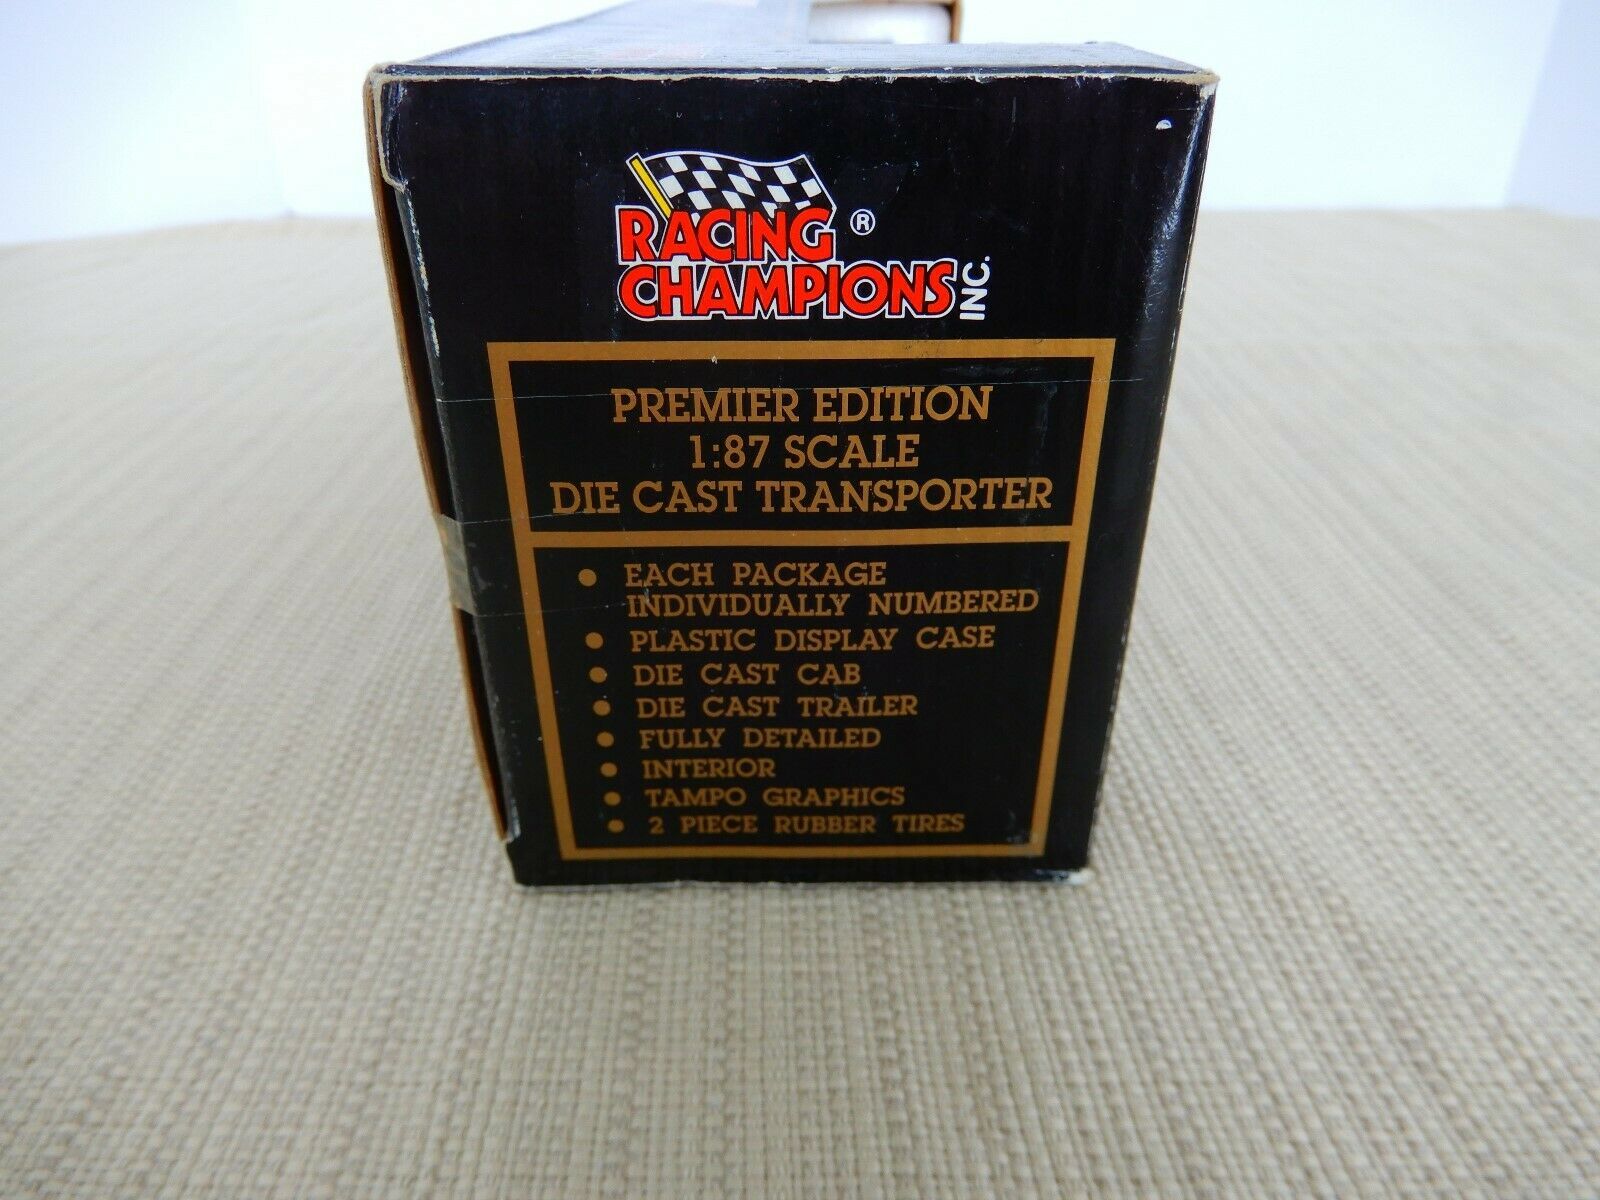 RACING ®
CHAMPIONS INC.
PREMIER EDITION
1:87 SCALE
DIE CAST TRANSPORTER
• EACH PACKAGE
INDIVIDUALLY NUMBERED
• PLASTIC DISPLAY CASE
• DIE CAST CAB
• DIE CAST TRAILER
• FULLY DETAILED
• INTERIOR
• TAMPO GRAPHICS
• 2 PIECE RUBBER TIRES